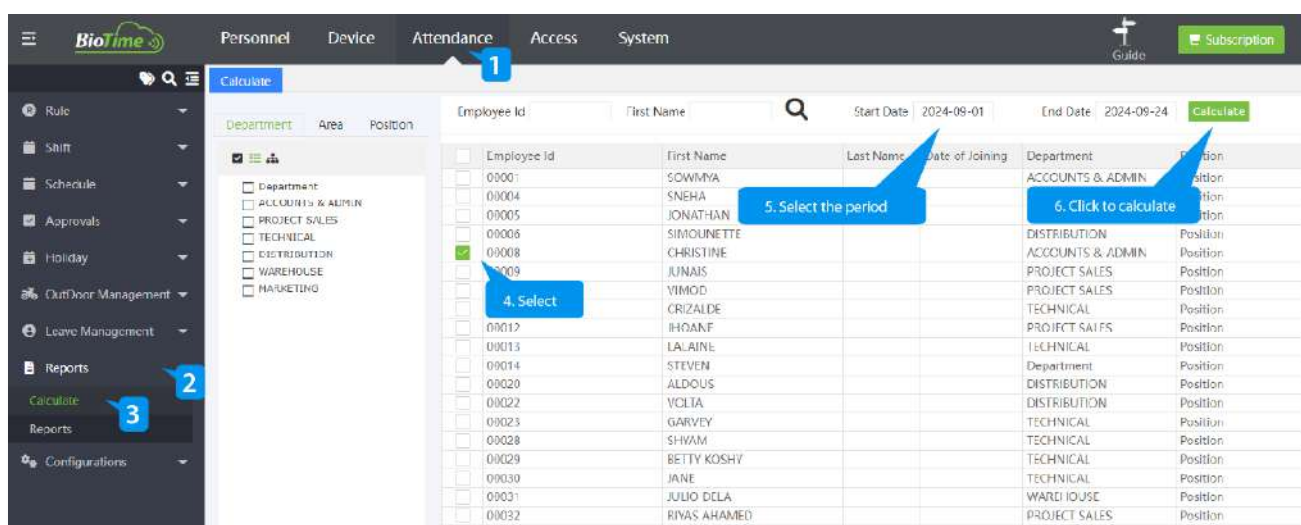 BioTime
Personnel Device Attendance Access System
Guide
Subscription
1
Calculate
Rule
Shift
Schedule
Approvals
Holiday
OutDoor Management
Leave Management
Reports
2
Calculate
3
Reports
Configurations
Department Area Position
Department
ACCOUNTS & ADMIN
PROJECT SALES
TECHNICAL
DISTRIBUTION
WAREHOUSE
MARKETING
Employee Id First Name Start Date 2024-09-01 End Date 2024-09-24 Calculate
Employee Id First Name Last Name Date of Joining Department
00001 SOWMYA ACCOUNTS & ADMIN
00004 SNEHA
00005 JONATHAN
00006 SIMOUNETTE DISTRIBUTION Position
00008 CHRISTINE ACCOUNTS & ADMIN Position
JUNAIS PROJECT SALES Position
VIMOD PROJECT SALES Position
CRIZALDE TECHNICAL Position
00012 JHOANE PROJECT SALES Position
00013 LALAINE TECHNICAL Position
00014 STEVEN Department Position
00020 ALDOUS DISTRIBUTION Position
00022 VOLTA DISTRIBUTION Position
00023 GARVEY TECHNICAL Position
00028 SHYAM TECHNICAL Position
00029 BETTY KOSHY TECHNICAL Position
00030 JANE TECHNICAL Position
00031 JULIO DELA WAREHOUSE Position
00032 RIYAS AHAMED PROJECT SALES Position
4. Select
5. Select the period
6. Click to calculate